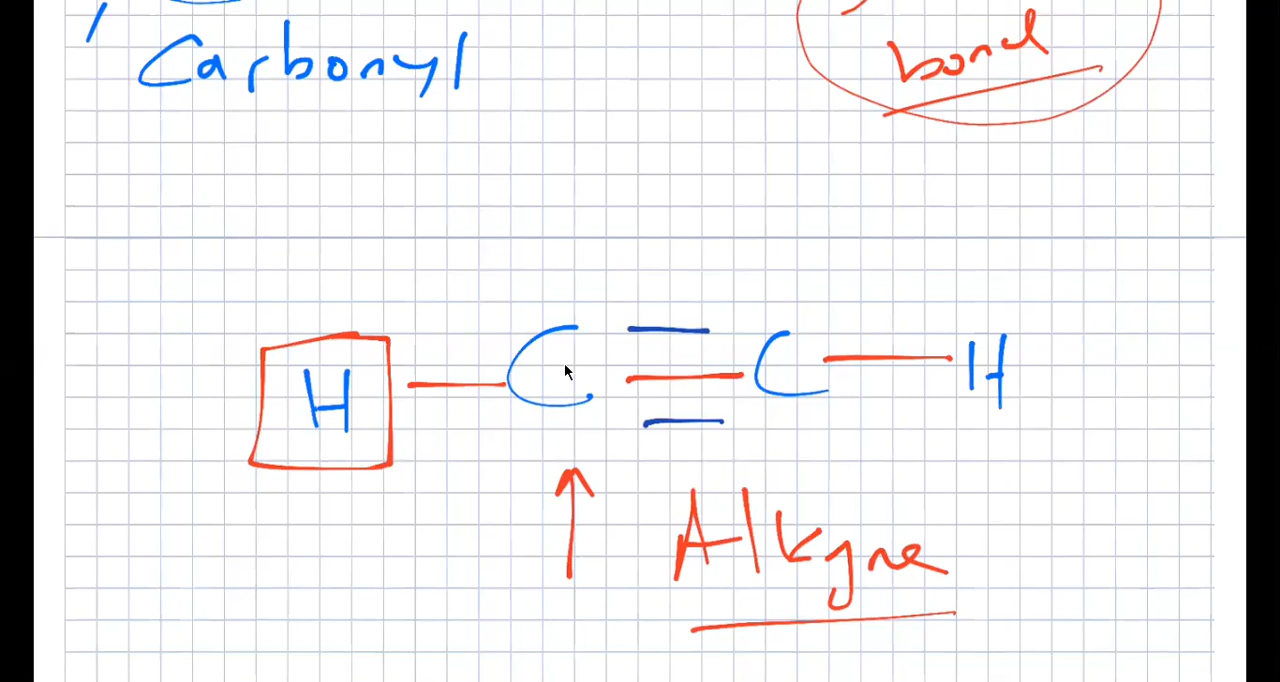 Carbonyl
bond
H — C ≡ C — H
Alkyne